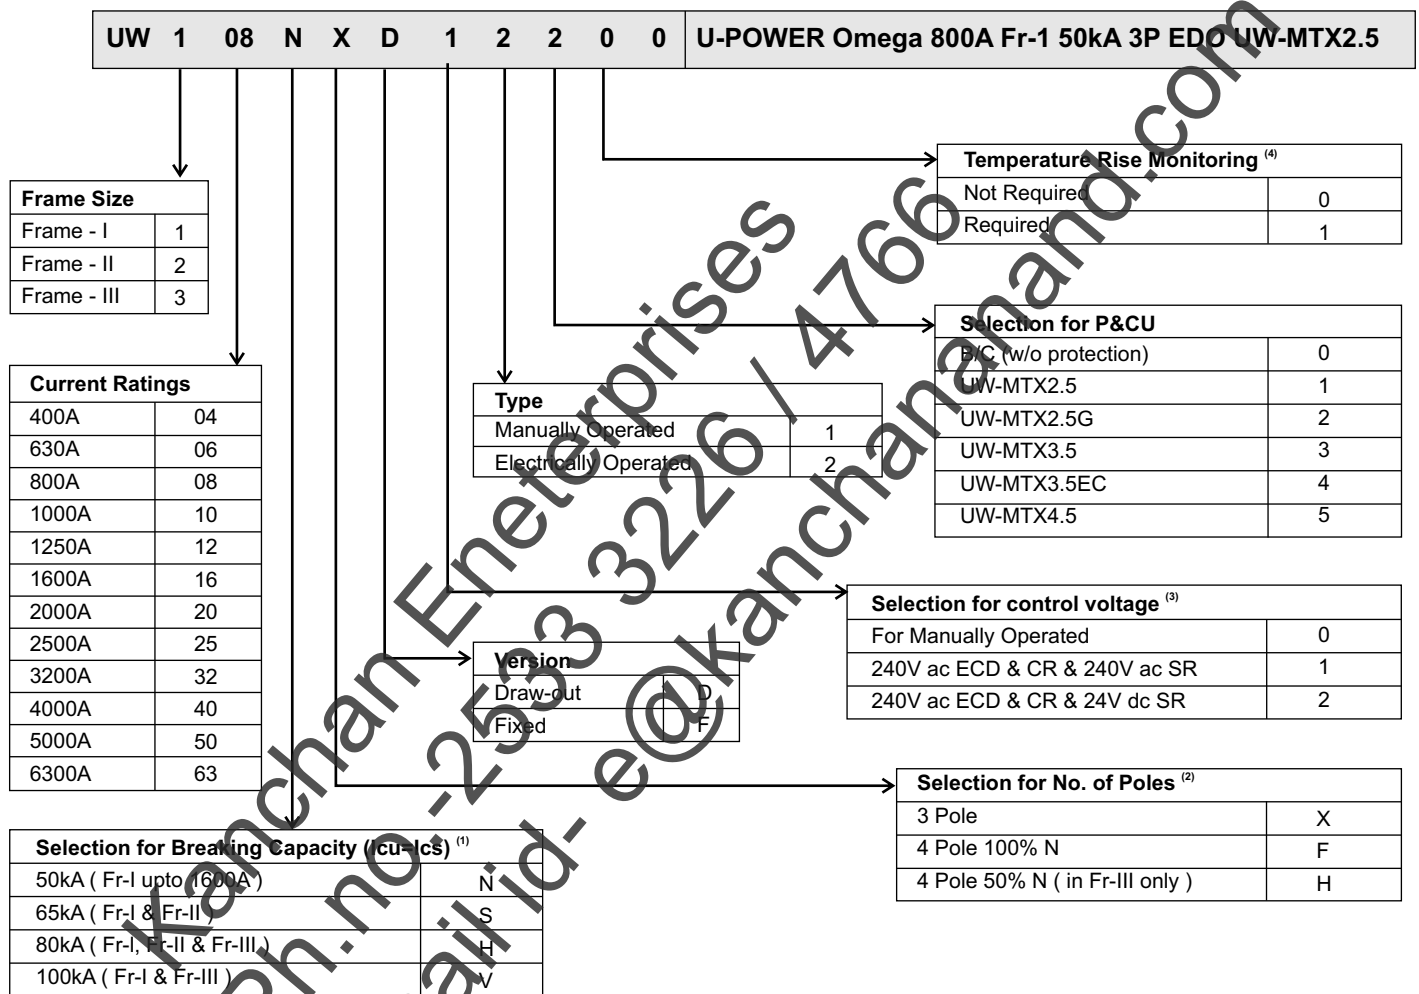 UW 1 08 N X D 1 2 2 0 0 U-POWER Omega 800A Fr-1 50kA 3P EDO UW-MTX2.5
Temperature Rise Monitoring (4)
Not Required 0
Required 1
Frame Size
Frame - I 1
Frame - II 2
Frame - III 3
Selection for P&CU
B/C (w/o protection) 0
UW-MTX2.5 1
UW-MTX2.5G 2
UW-MTX3.5 3
UW-MTX3.5EC 4
UW-MTX4.5 5
Current Ratings
400A 04
630A 06
800A 08
1000A 10
1250A 12
1600A 16
2000A 20
2500A 25
3200A 32
4000A 40
5000A 50
6300A 63
Type
Manually Operated 1
Electrically Operated 2
Selection for control voltage (3)
For Manually Operated 0
240V ac ECD & CR & 240V ac SR 1
240V ac ECD & CR & 24V dc SR 2
Version
Draw-out D
Fixed F
Selection for No. of Poles (2)
3 Pole X
4 Pole 100% N F
4 Pole 50% N ( in Fr-III only ) H
Selection for Breaking Capacity (Icu=Ics) (1)
50kA ( Fr-I upto 1600A ) N
65kA ( Fr-I & Fr-II ) S
80kA ( Fr-I, Fr-II & Fr-III ) H
100kA ( Fr-I & Fr-III ) V
Kanchan Eneterprises
Ph.no.-2533 3226 / 4766
ail id- e@kanchananand.com